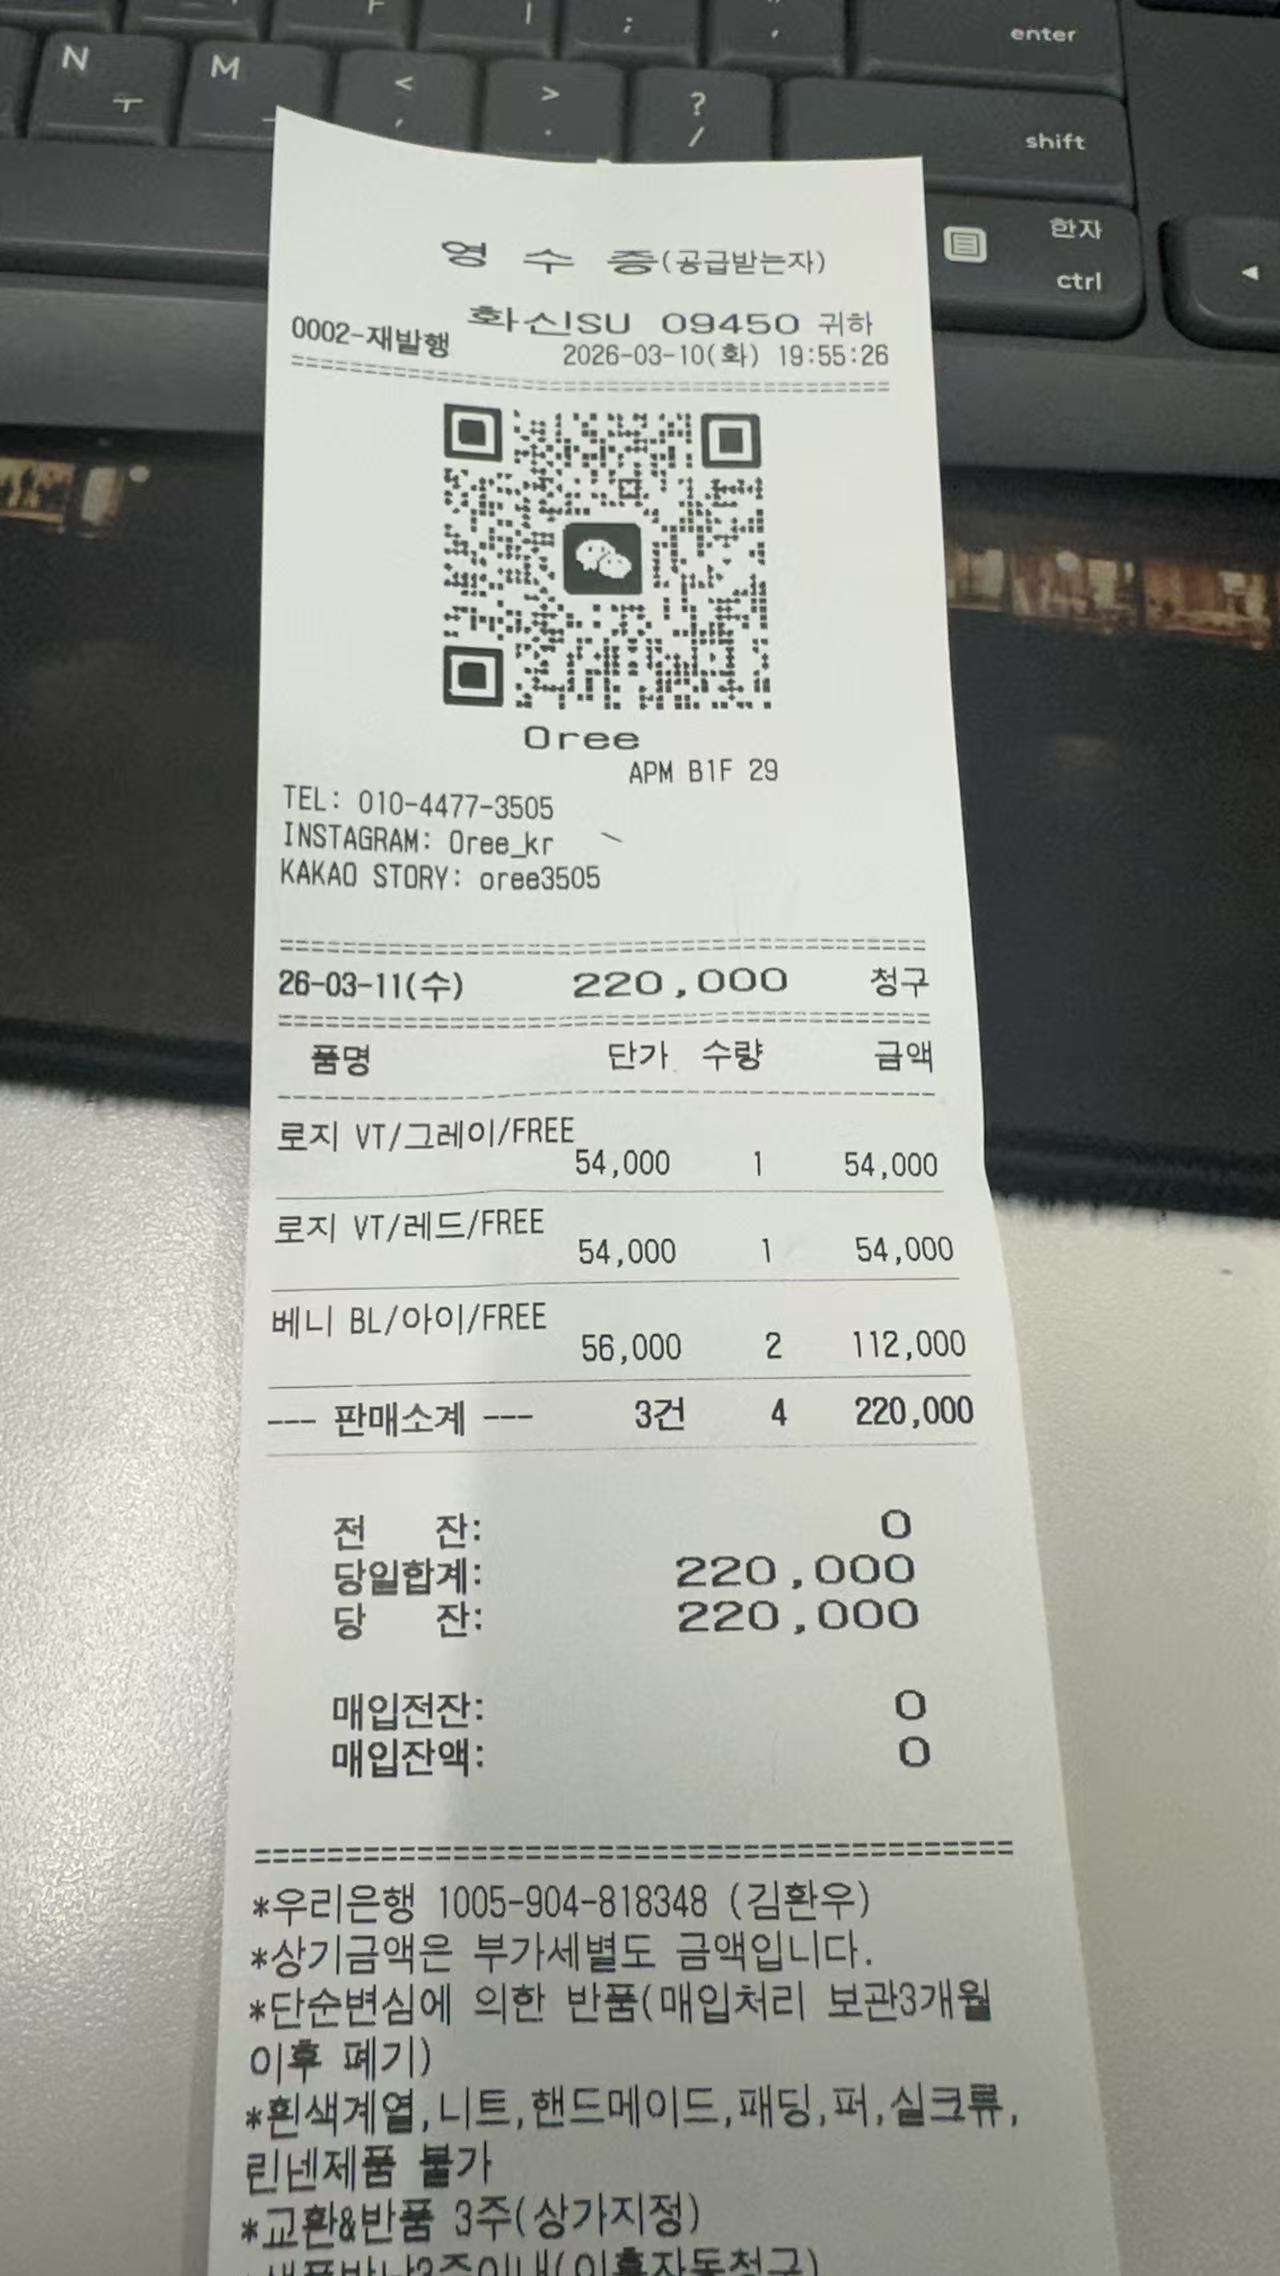 N
ㅜ
M
<
,
>
.
?
/
;
enter
shift
한자
ctrl
영 수 증(공급받는자)
화신SU 09450 귀하
0002-재발행
2026-03-10(화) 19:55:26
Oree
APM B1F 29
TEL: 010-4477-3505
INSTAGRAM: Oree_kr
KAKAO STORY: oree3505
26-03-11(수) 220,000 청구
품명 단가 수량 금액
로지 VT/그레이/FREE
54,000 1 54,000
로지 VT/레드/FREE
54,000 1 54,000
베니 BL/아이/FREE
56,000 2 112,000
--- 판매소계 --- 3건 4 220,000
전 잔: 0
당일합계: 220,000
당 잔: 220,000
매입전잔: 0
매입잔액: 0
*우리은행 1005-904-818348 (김환우)
*상기금액은 부가세별도 금액입니다.
*단순변심에 의한 반품(매입처리 보관3개월
이후 폐기)
*흰색계열,니트,핸드메이드,패딩,퍼,실크류,
린넨제품 불가
*교환&반품 3주(상가지정)